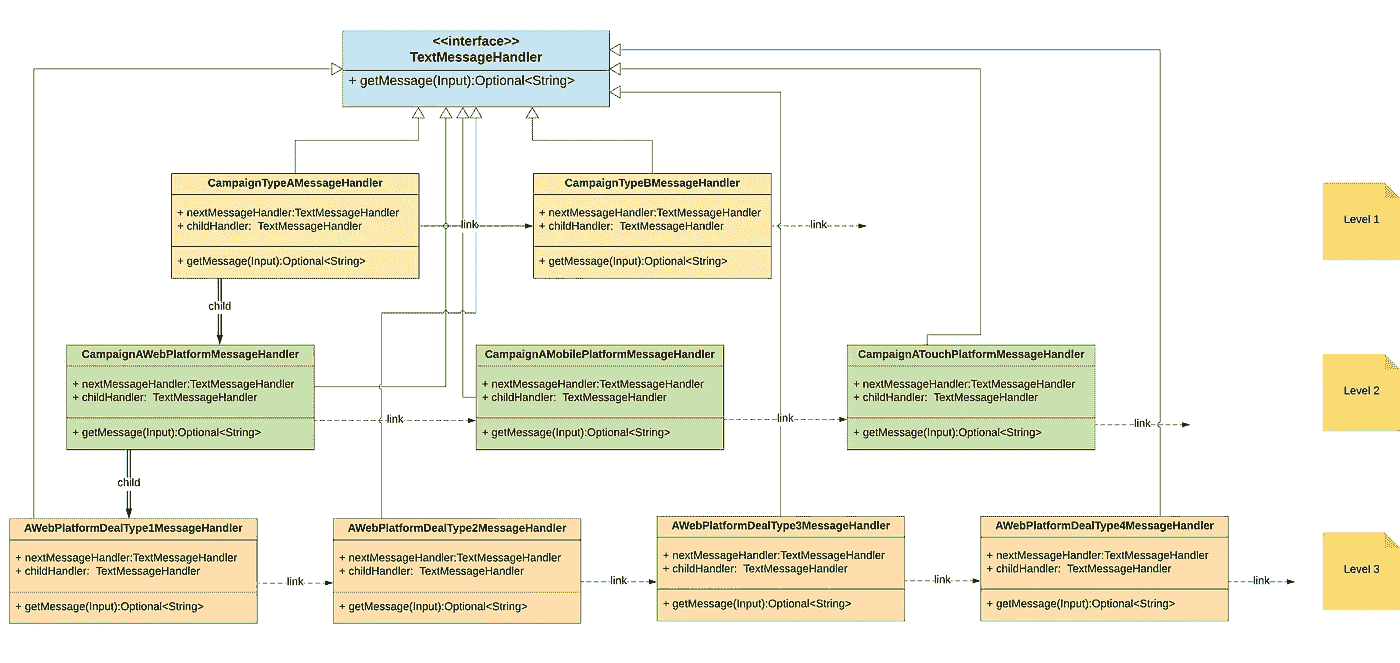 <<interface>>
TextMessageHandler
+ getMessage(Input):Optional<String>
CampaignTypeAMessageHandler
+ nextMessageHandler:TextMessageHandler
+ childHandler: TextMessageHandler
+ getMessage(Input):Optional<String>
link
CampaignTypeBMessageHandler
+ nextMessageHandler:TextMessageHandler
+ childHandler: TextMessageHandler
+ getMessage(Input):Optional<String>
link
Level 1
child
CampaignAWebPlatformMessageHandler
+ nextMessageHandler:TextMessageHandler
+ childHandler: TextMessageHandler
+ getMessage(Input):Optional<String>
link
CampaignAMobilePlatformMessageHandler
+ nextMessageHandler:TextMessageHandler
+ childHandler: TextMessageHandler
+ getMessage(Input):Optional<String>
link
CampaignATouchPlatformMessageHandler
+ nextMessageHandler:TextMessageHandler
+ childHandler: TextMessageHandler
+ getMessage(Input):Optional<String>
link
Level 2
child
AWebPlatformDealType1MessageHandler
+ nextMessageHandler:TextMessageHandler
+ childHandler: TextMessageHandler
+ getMessage(Input):Optional<String>
link
AWebPlatformDealType2MessageHandler
+ nextMessageHandler:TextMessageHandler
+ childHandler: TextMessageHandler
+ getMessage(Input):Optional<String>
link
AWebPlatformDealType3MessageHandler
+ nextMessageHandler:TextMessageHandler
+ childHandler: TextMessageHandler
+ getMessage(Input):Optional<String>
link
AWebPlatformDealType4MessageHandler
+ nextMessageHandler:TextMessageHandler
+ childHandler: TextMessageHandler
+ getMessage(Input):Optional<String>
link
Level 3